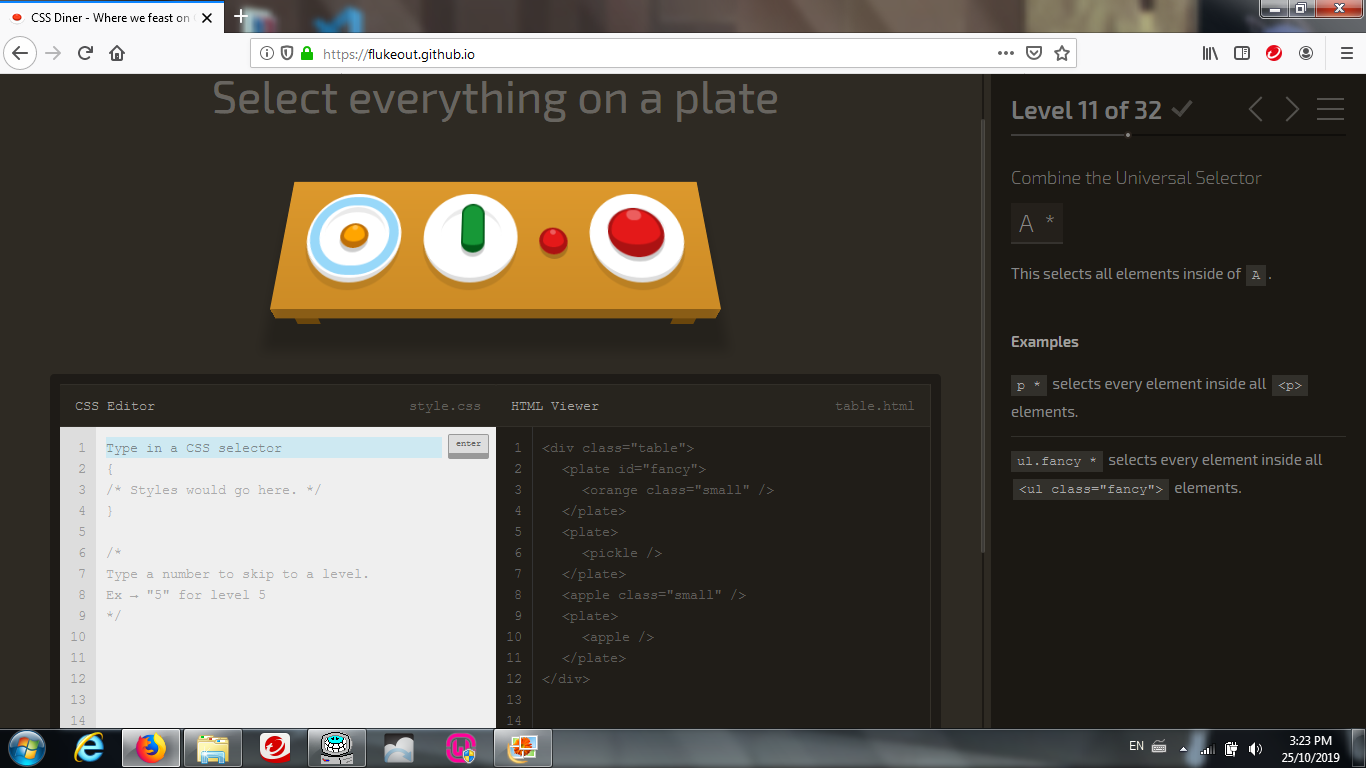 CSS Diner - Where we feast on
https://flukeout.github.io
Select everything on a plate
Level 11 of 32
Combine the Universal Selector
A *
This selects all elements inside of A .
Examples
p * selects every element inside all <p>
elements.
ul.fancy * selects every element inside all
<ul class="fancy"> elements.
CSS Editor style.css
1 Type in a CSS selector enter
2 {
3 /* Styles would go here. */
4 }
5
6 /*
7 Type a number to skip to a level.
8 Ex → "5" for level 5
9 */
10
11
12
13
14
HTML Viewer table.html
1 <div class="table">
2 <plate id="fancy">
3 <orange class="small" />
4 </plate>
5 <plate>
6 <pickle />
7 </plate>
8 <apple class="small" />
9 <plate>
10 <apple />
11 </plate>
12 </div>
13
14
EN
3:23 PM
25/10/2019